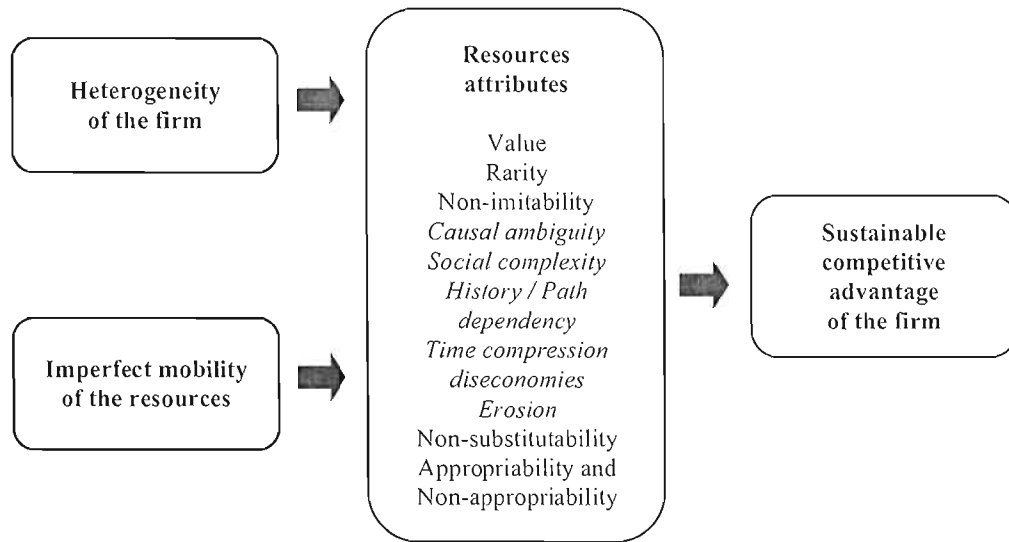 Heterogeneity
of the firm
Imperfect mobility
of the resources
Resources
attributes
Value
Rarity
Non-imitability
Causal ambiguity
Social complexity
History / Path
dependency
Time compression
diseconomies
Erosion
Non-substitutability
Appropriability and
Non-appropriability
Sustainable
competitive
advantage
of the firm